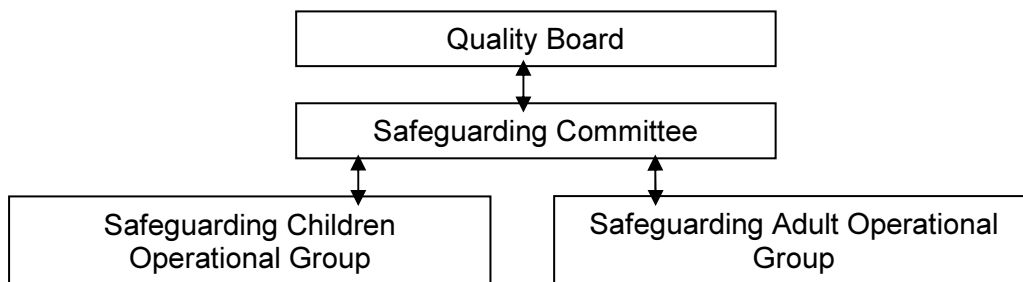 Quality Board
Safeguarding Committee
Safeguarding Children
Operational Group
Safeguarding Adult Operational
Group